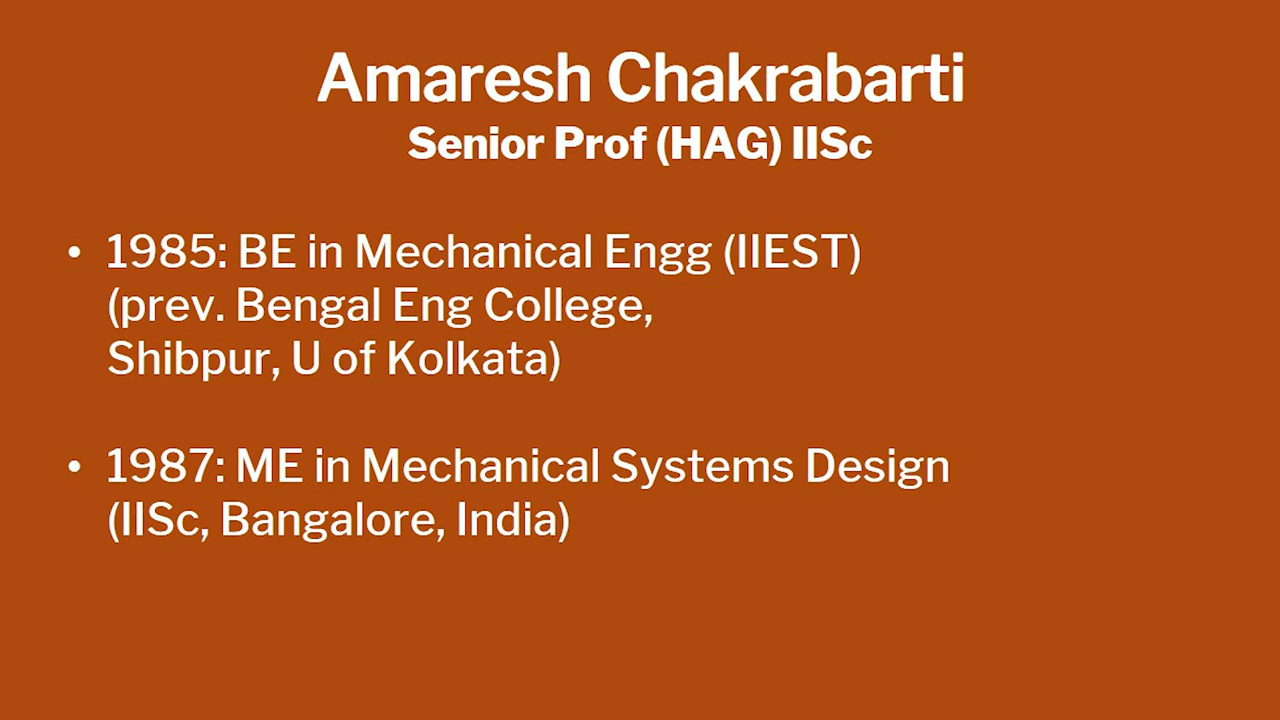 Amaresh Chakrabarti
Senior Prof (HAG) IISc
• 1985: BE in Mechanical Engg (IIEST)
(prev. Bengal Eng College,
Shibpur, U of Kolkata)
• 1987: ME in Mechanical Systems Design
(IISc, Bangalore, India)